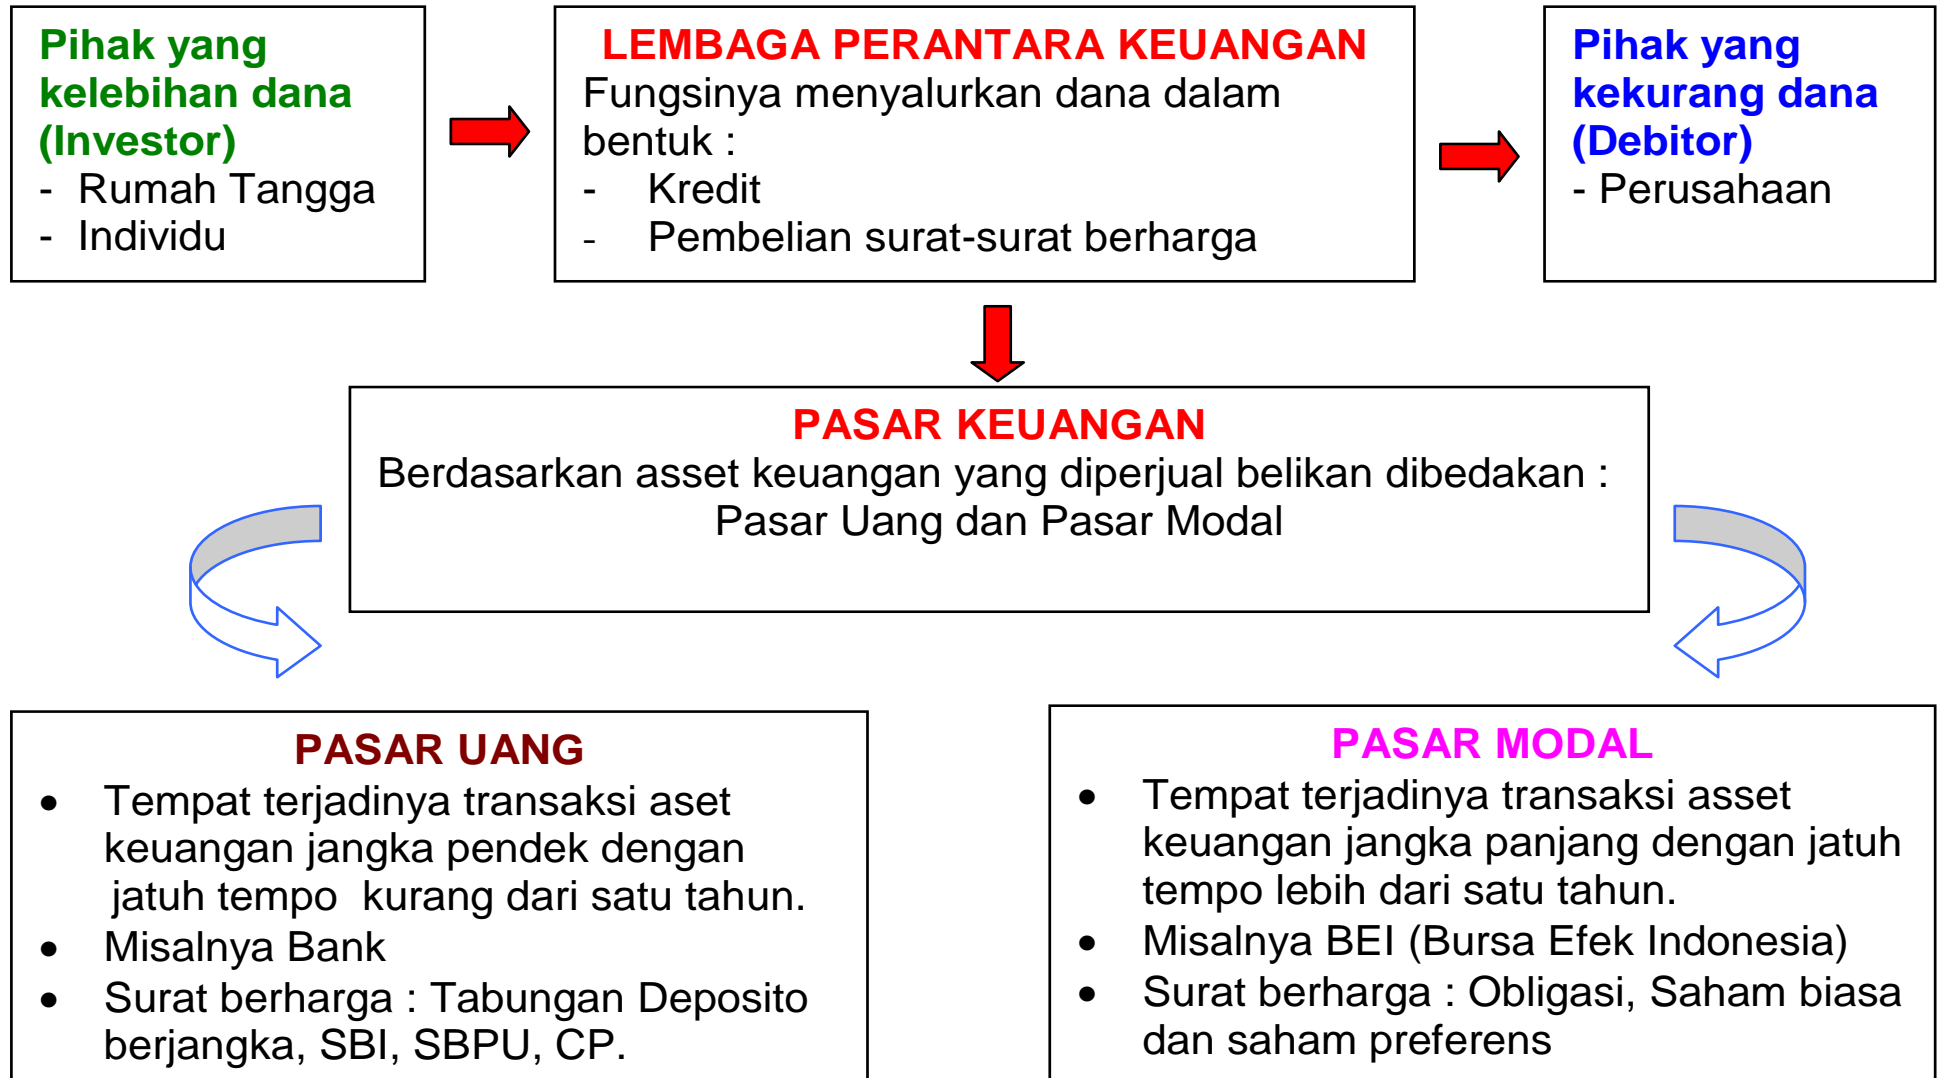 Pihak yang
kelebihan dana
(Investor)
- Rumah Tangga
- Individu
LEMBAGA PERANTARA KEUANGAN
Fungsinya menyalurkan dana dalam
bentuk :
- Kredit
- Pembelian surat-surat berharga
Pihak yang
kekurang dana
(Debitor)
- Perusahaan
PASAR KEUANGAN
Berdasarkan asset keuangan yang diperjual belikan dibedakan :
Pasar Uang dan Pasar Modal
PASAR UANG
• Tempat terjadinya transaksi aset
keuangan jangka pendek dengan
jatuh tempo kurang dari satu tahun.
• Misalnya Bank
• Surat berharga : Tabungan Deposito
berjangka, SBI, SBPU, CP.
PASAR MODAL
• Tempat terjadinya transaksi asset
keuangan jangka panjang dengan jatuh
tempo lebih dari satu tahun.
• Misalnya BEI (Bursa Efek Indonesia)
• Surat berharga : Obligasi, Saham biasa
dan saham preferens